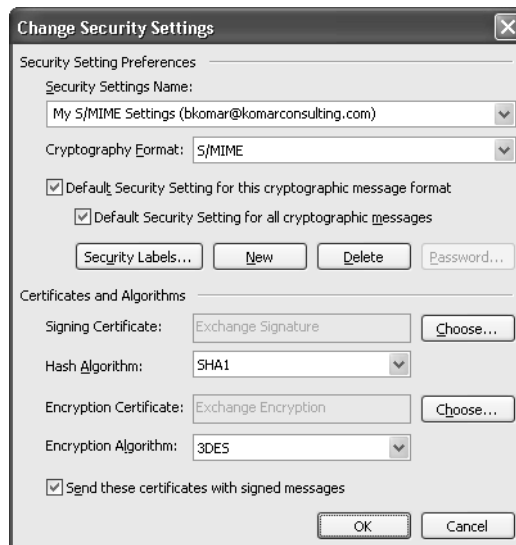 Change Security Settings
Security Setting Preferences
Security Settings Name:
My S/MIME Settings (bkomar@komarconsulting.com)
Cryptography Format: S/MIME
Default Security Setting for this cryptographic message format
Default Security Setting for all cryptographic messages
Security Labels... New Delete Password...
Certificates and Algorithms
Signing Certificate: Exchange Signature Choose...
Hash Algorithm: SHA1
Encryption Certificate: Exchange Encryption Choose...
Encryption Algorithm: 3DES
Send these certificates with signed messages
OK Cancel